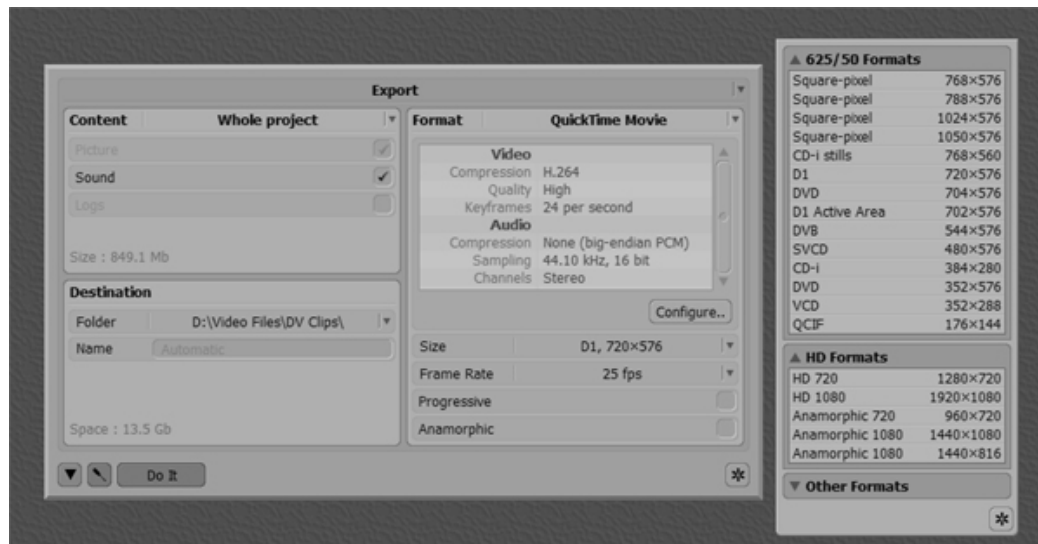 Export
Content Whole project
Picture
Sound
Logs
Size : 849.1 Mb
Destination
Folder D:\Video Files\DV Clips\
Name Automatic
Space : 13.5 Gb
Format QuickTime Movie
Video
Compression H.264
Quality High
Keyframes 24 per second
Audio
Compression None (big-endian PCM)
Sampling 44.10 kHz, 16 bit
Channels Stereo
Configure..
Size D1, 720×576
Frame Rate 25 fps
Progressive
Anamorphic
Do It
625/50 Formats
Square-pixel 768×576
Square-pixel 788×576
Square-pixel 1024×576
Square-pixel 1050×576
CD-i stills 768×560
D1 720×576
DVD 704×576
D1 Active Area 702×576
DVB 544×576
SVCD 480×576
CD-i 384×280
DVD 352×576
VCD 352×288
QCIF 176×144
HD Formats
HD 720 1280×720
HD 1080 1920×1080
Anamorphic 720 960×720
Anamorphic 1080 1440×1080
Anamorphic 1080 1440×816
Other Formats